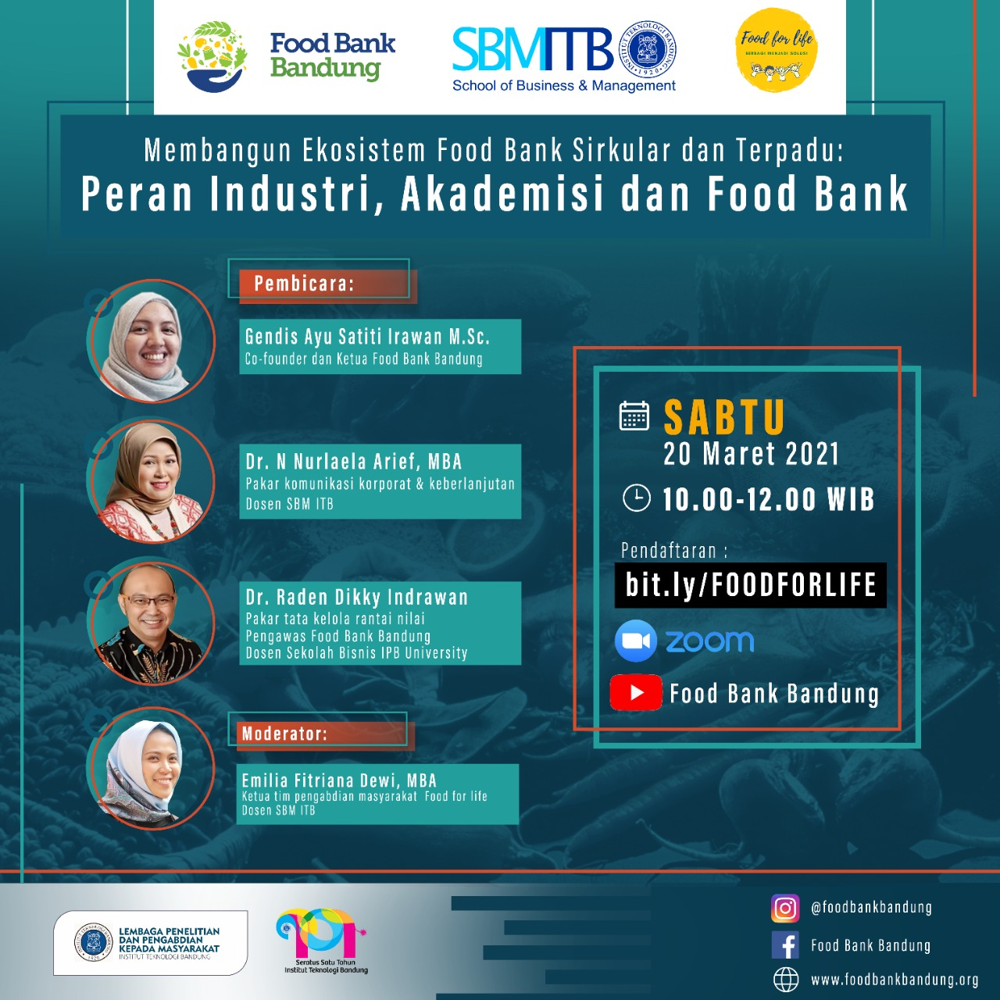 Food Bank
Bandung
SBM ITB
School of Business & Management
INSTITUT TEKNOLOGI BANDUNG
1920
Food for life
BERBAGI MENJADI SOLUSI
Membangun Ekosistem Food Bank Sirkular dan Terpadu:
Peran Industri, Akademisi dan Food Bank
Pembicara:
Gendis Ayu Satiti Irawan M.Sc.
Co-founder dan Ketua Food Bank Bandung
Dr. N Nurlaela Arief, MBA
Pakar komunikasi korporat & keberlanjutan
Dosen SBM ITB
Dr. Raden Dikky Indrawan
Pakar tata kelola rantai nilai
Pengawas Food Bank Bandung
Dosen Sekolah Bisnis IPB University
Moderator:
Emilia Fitriana Dewi, MBA
Ketua tim pengabdian masyarakat Food for life
Dosen SBM ITB
SABTU
20 Maret 2021
10.00-12.00 WIB
Pendaftaran :
bit.ly/FOODFORLIFE
zoom
Food Bank Bandung
LEMBAGA PENELITIAN
DAN PENGABDIAN
KEPADA MASYARAKAT
INSTITUT TEKNOLOGI BANDUNG
1920
101
Seratus Satu Tahun
Institut Teknologi Bandung
@foodbankbandung
Food Bank Bandung
www.foodbankbandung.org